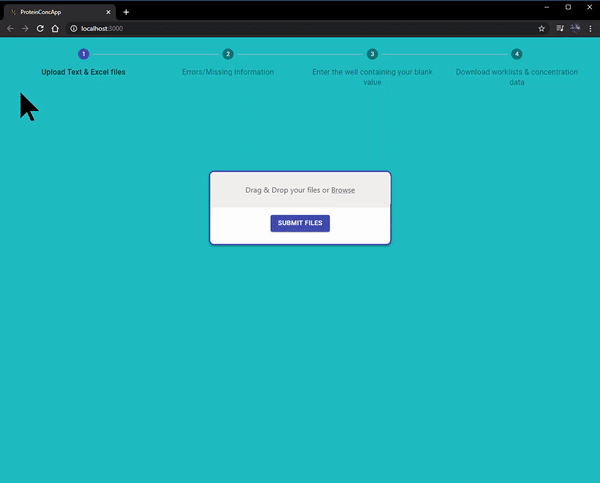 ProteinConcApp
localhost:3000
1
2
3
4
Upload Text & Excel files
Errors/Missing Information
Enter the well containing your blank
value
Download worklists & concentration
data
Drag & Drop your files or Browse
SUBMIT FILES